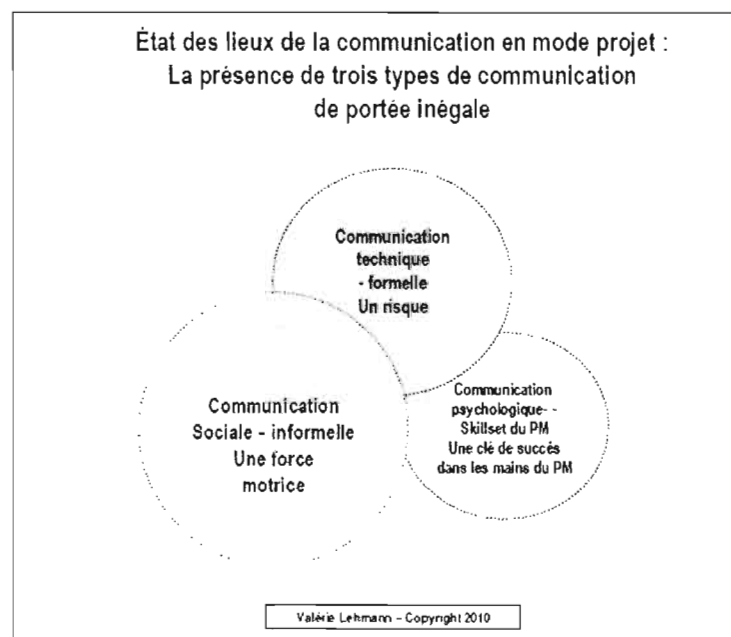 État des lieux de la communication en mode projet :
La présence de trois types de communication
de portée inégale
Communication
technique
- formelle
Un risque
Communication
Sociale - informelle
Une force
motrice
Communication
psychologique- -
Skillset du PM
Une clé de succès
dans les mains du PM
Valérie Lehmann - Copyright 2010